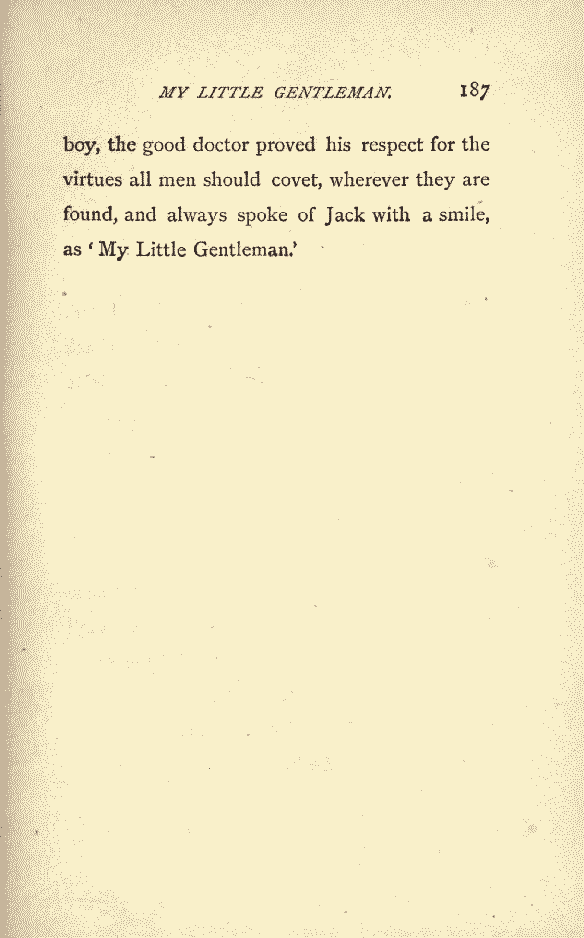 MY LITTLE GENTLEMAN. 187
boy, the good doctor proved his respect for the
virtues all men should covet, wherever they are
found, and always spoke of Jack with a smile,
as ‘ My Little Gentleman.’